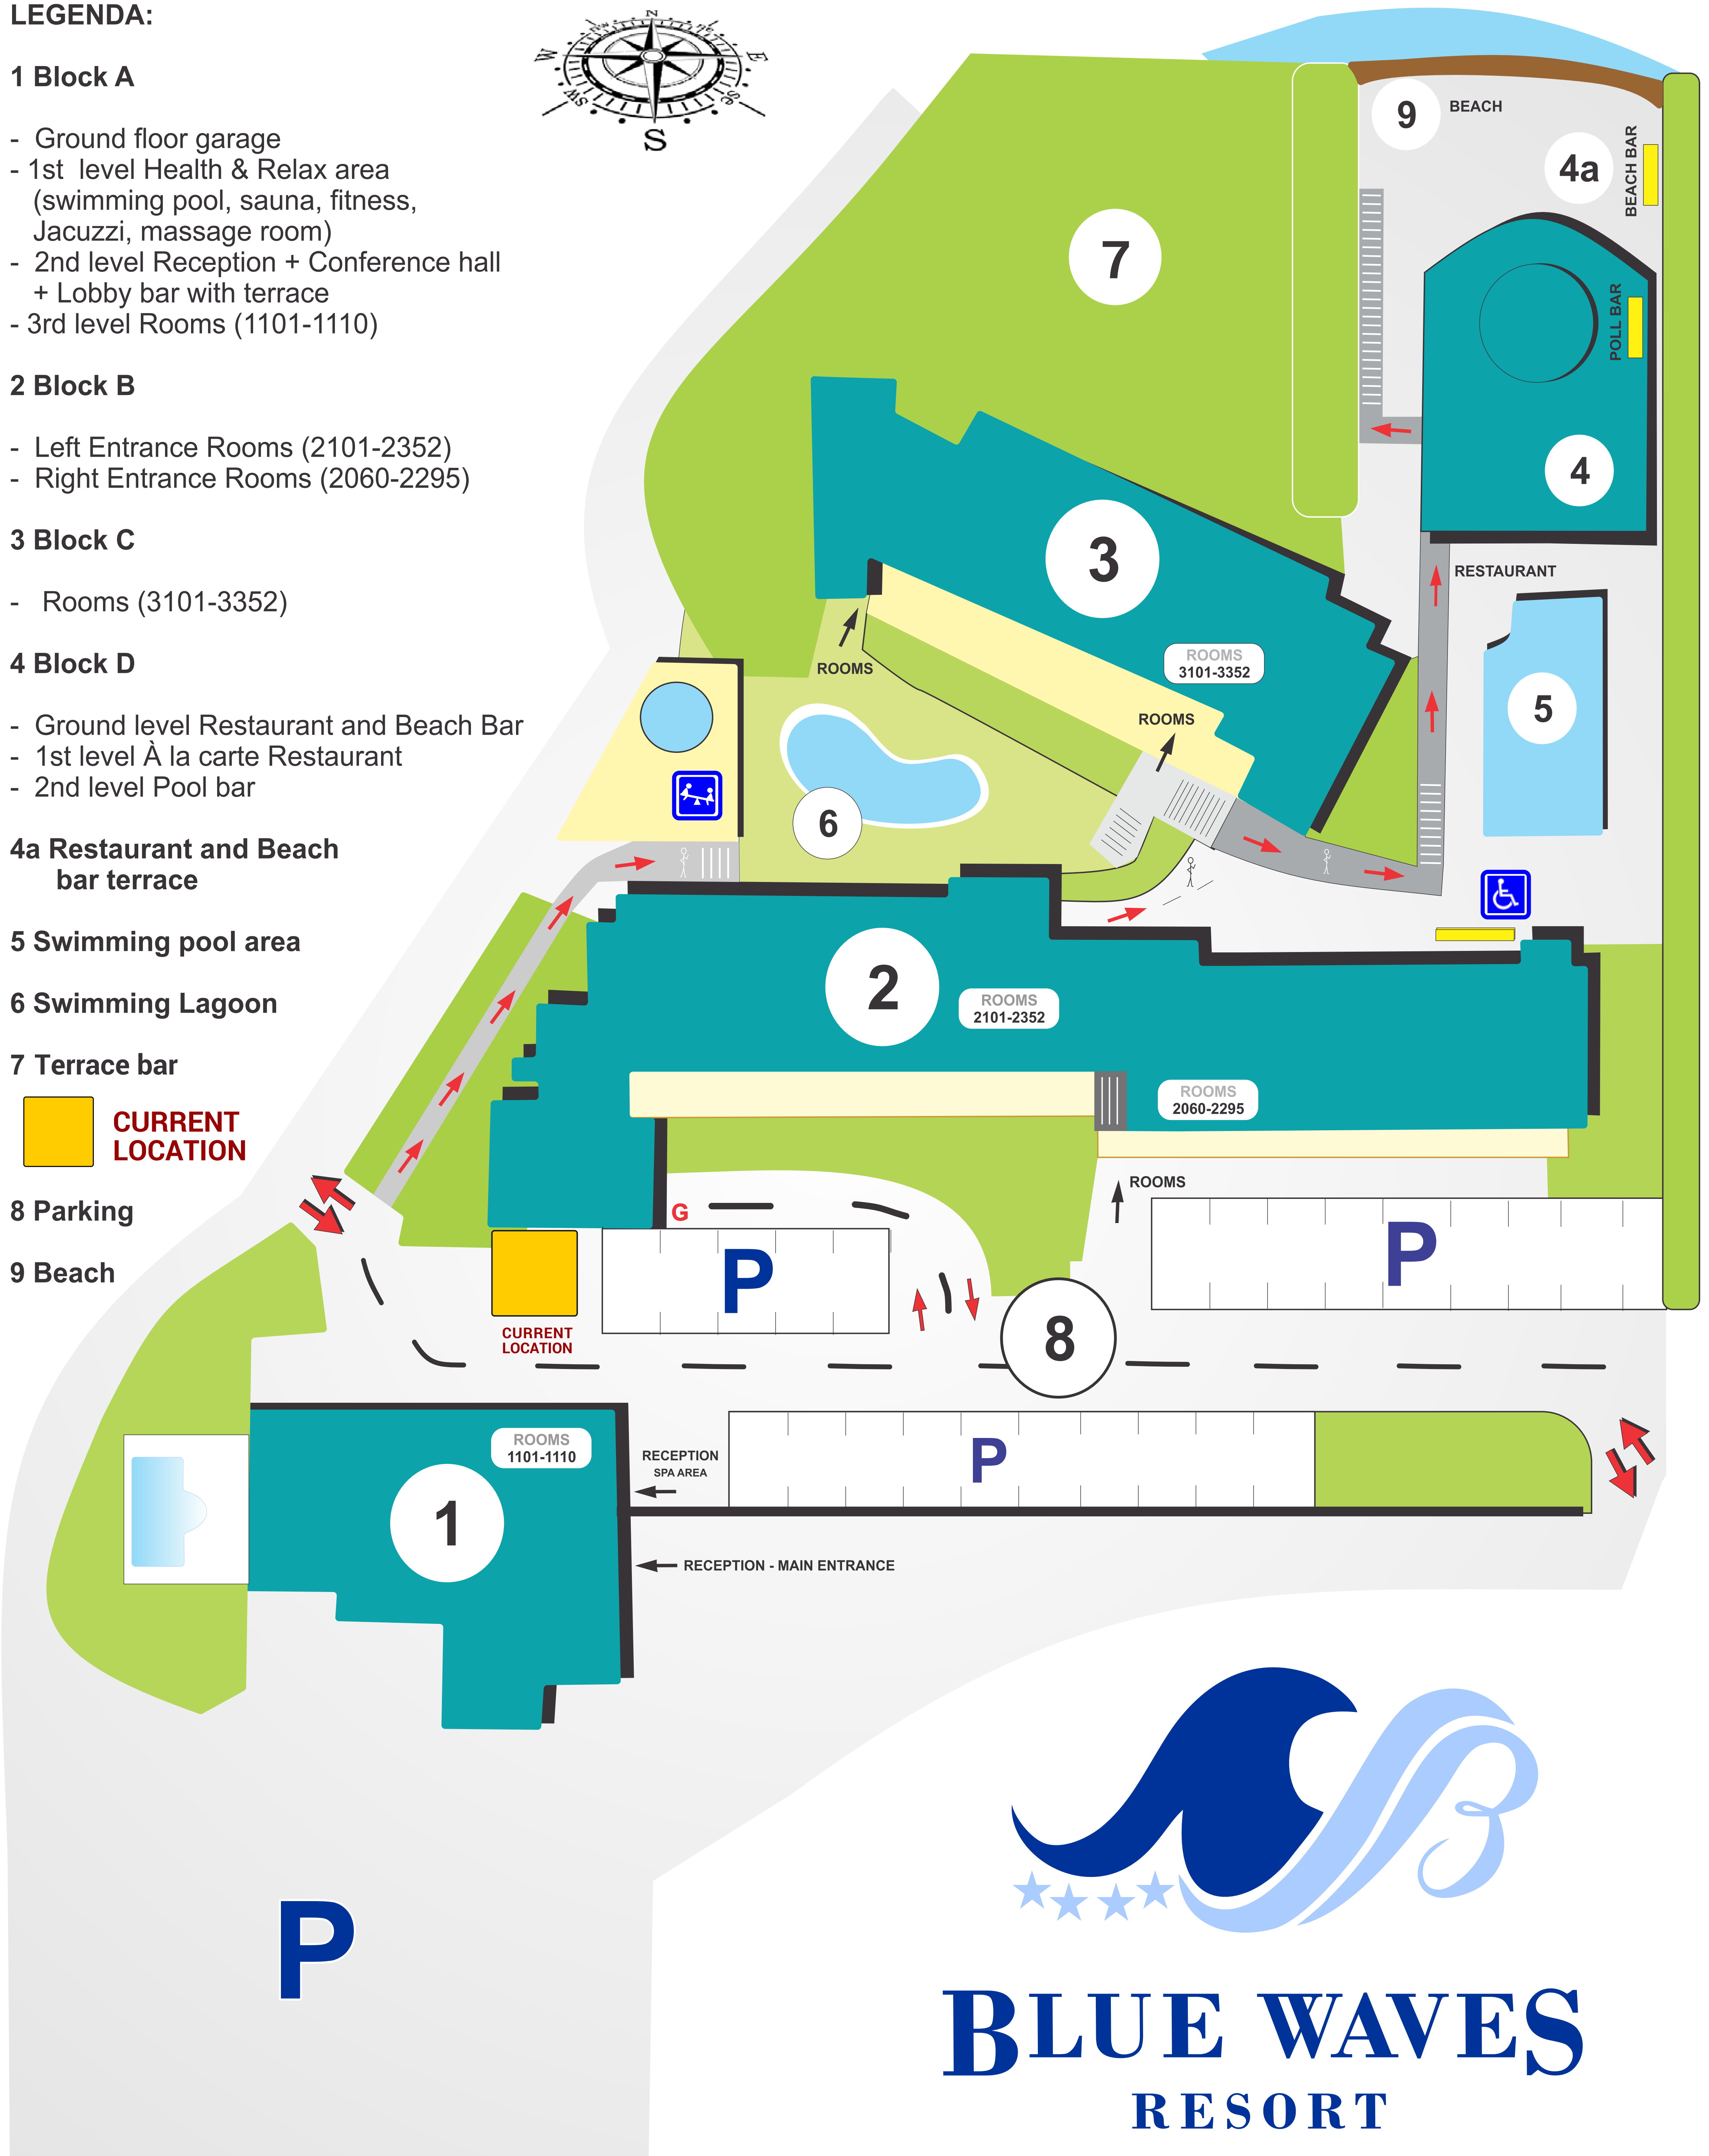 LEGENDA:
1 Block A
- Ground floor garage
- 1st level Health & Relax area
(swimming pool, sauna, fitness,
Jacuzzi, massage room)
- 2nd level Reception + Conference hall
+ Lobby bar with terrace
- 3rd level Rooms (1101-1110)
2 Block B
- Left Entrance Rooms (2101-2352)
- Right Entrance Rooms (2060-2295)
3 Block C
- Rooms (3101-3352)
4 Block D
- Ground level Restaurant and Beach Bar
- 1st level À la carte Restaurant
- 2nd level Pool bar
4a Restaurant and Beach
bar terrace
5 Swimming pool area
6 Swimming Lagoon
7 Terrace bar
CURRENT
LOCATION
8 Parking
9 Beach
N
W
E
SW
SE
S
9
BEACH
4a
BEACH BAR
7
POLL BAR
4
3
RESTAURANT
ROOMS
ROOMS
3101-3352
5
ROOMS
6
2
ROOMS
2101-2352
ROOMS
2060-2295
ROOMS
G
P
P
CURRENT
LOCATION
8
ROOMS
1101-1110
RECEPTION
SPA AREA
P
1
RECEPTION - MAIN ENTRANCE
P
B
BLUE WAVES
RESORT